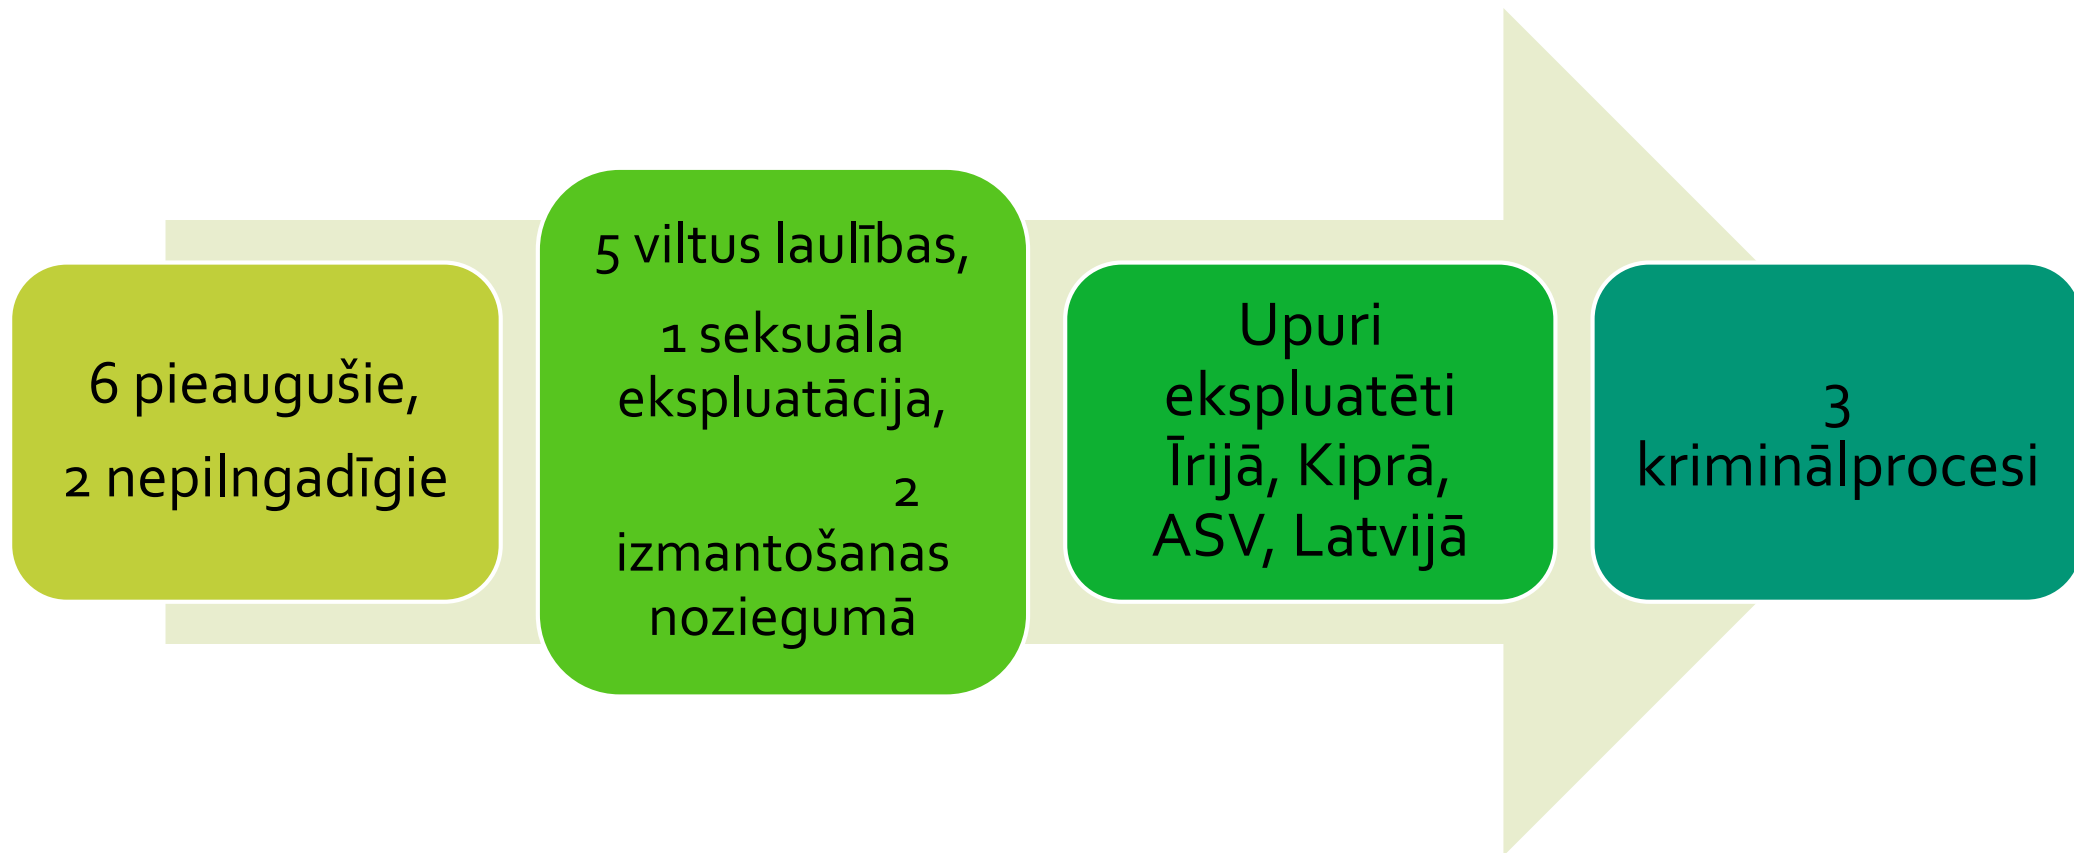 6 pieaugušie,
2 nepilngadīgie
5 viltus laulības,
1 seksuāla
ekspluatācija,
2
izmantošanas
noziegumā
Upuri
ekspluatēti
Īrijā, Kiprā,
ASV, Latvijā
3
kriminālprocesi